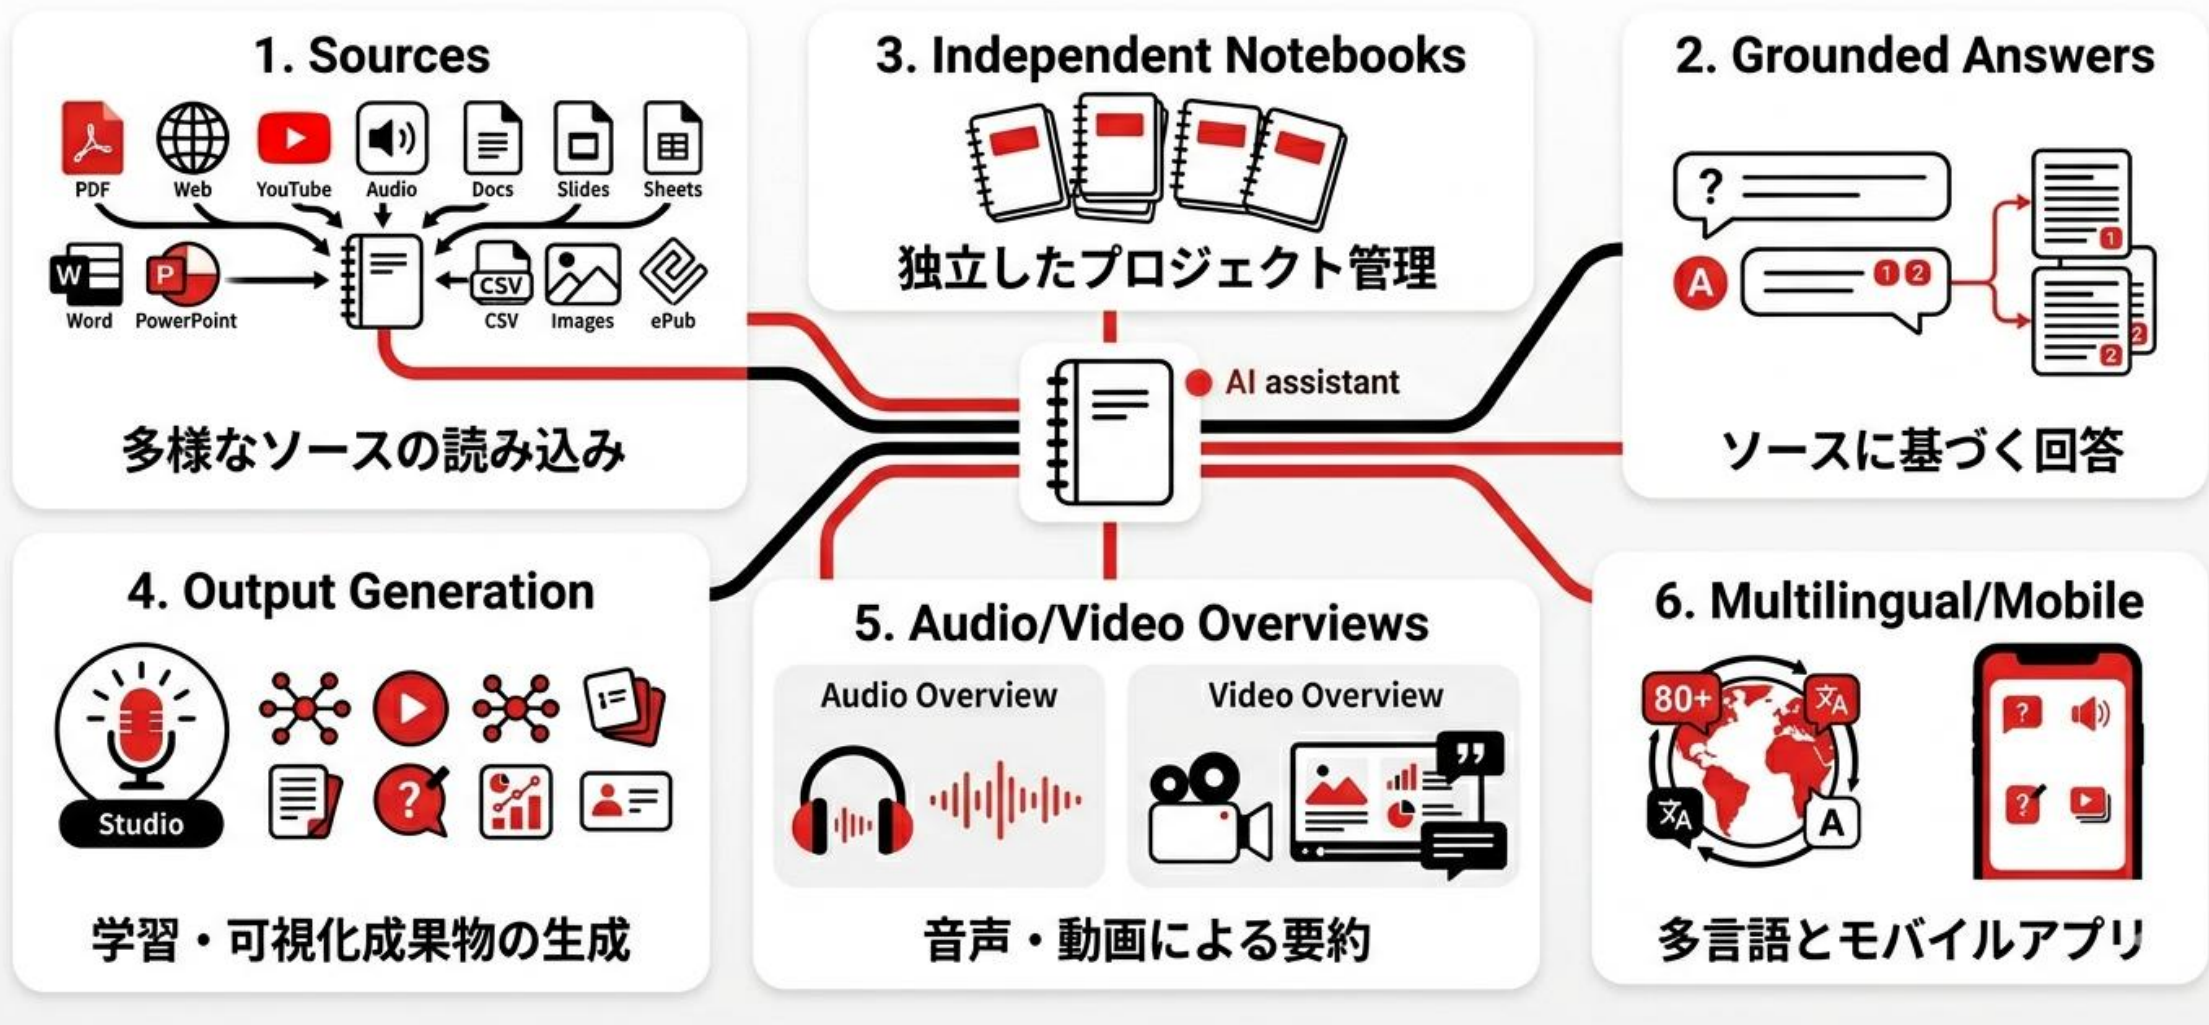 1. Sources
PDF
Web
YouTube
Audio
Docs
Slides
Sheets
W
P
CSV
Word
PowerPoint
CSV
Images
ePub
多様なソースの読み込み
3. Independent Notebooks
独立したプロジェクト管理
2. Grounded Answers
?
A
1 2
1
2
2
ソースに基づく回答
AI assistant
4. Output Generation
Studio
?
学習・可視化成果物の生成
5. Audio/Video Overviews
Audio Overview
Video Overview
音声・動画による要約
6. Multilingual/Mobile
80+
文A
文A
A
?
?
多言語とモバイルアプリ